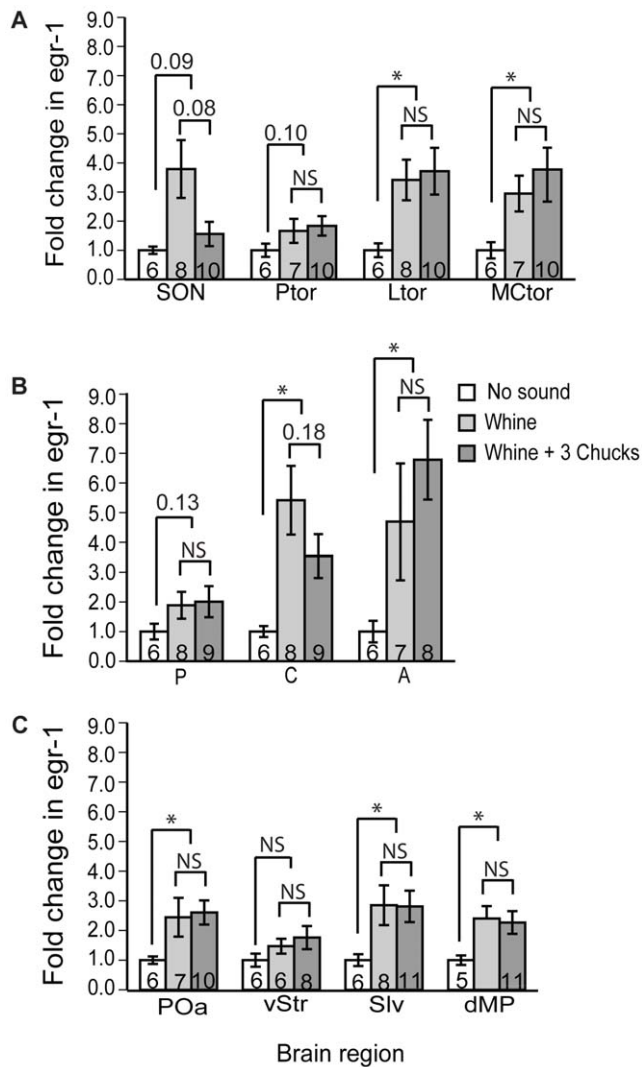 A
Fold change in egr-1
9.0
8.0
7.0
6.0
5.0
4.0
3.0
2.0
1.0
0.0
0.09
0.08
0.10
NS
*
NS
*
NS
6 8 10
6 7 10
6 8 10
6 7 10
SON Ptor Ltor MCtor
B
Fold change in egr-1
9.0
8.0
7.0
6.0
5.0
4.0
3.0
2.0
1.0
0.0
0.13
NS
*
0.18
*
NS
No sound
Whine
Whine + 3 Chucks
6 8 9
6 8 9
6 7 8
P C A
C
Fold change in egr-1
9.0
8.0
7.0
6.0
5.0
4.0
3.0
2.0
1.0
0.0
*
NS
NS
NS
*
NS
*
NS
6 7 10
6 6 8
6 8 11
5 11
POa vStr Slv dMP
Brain region